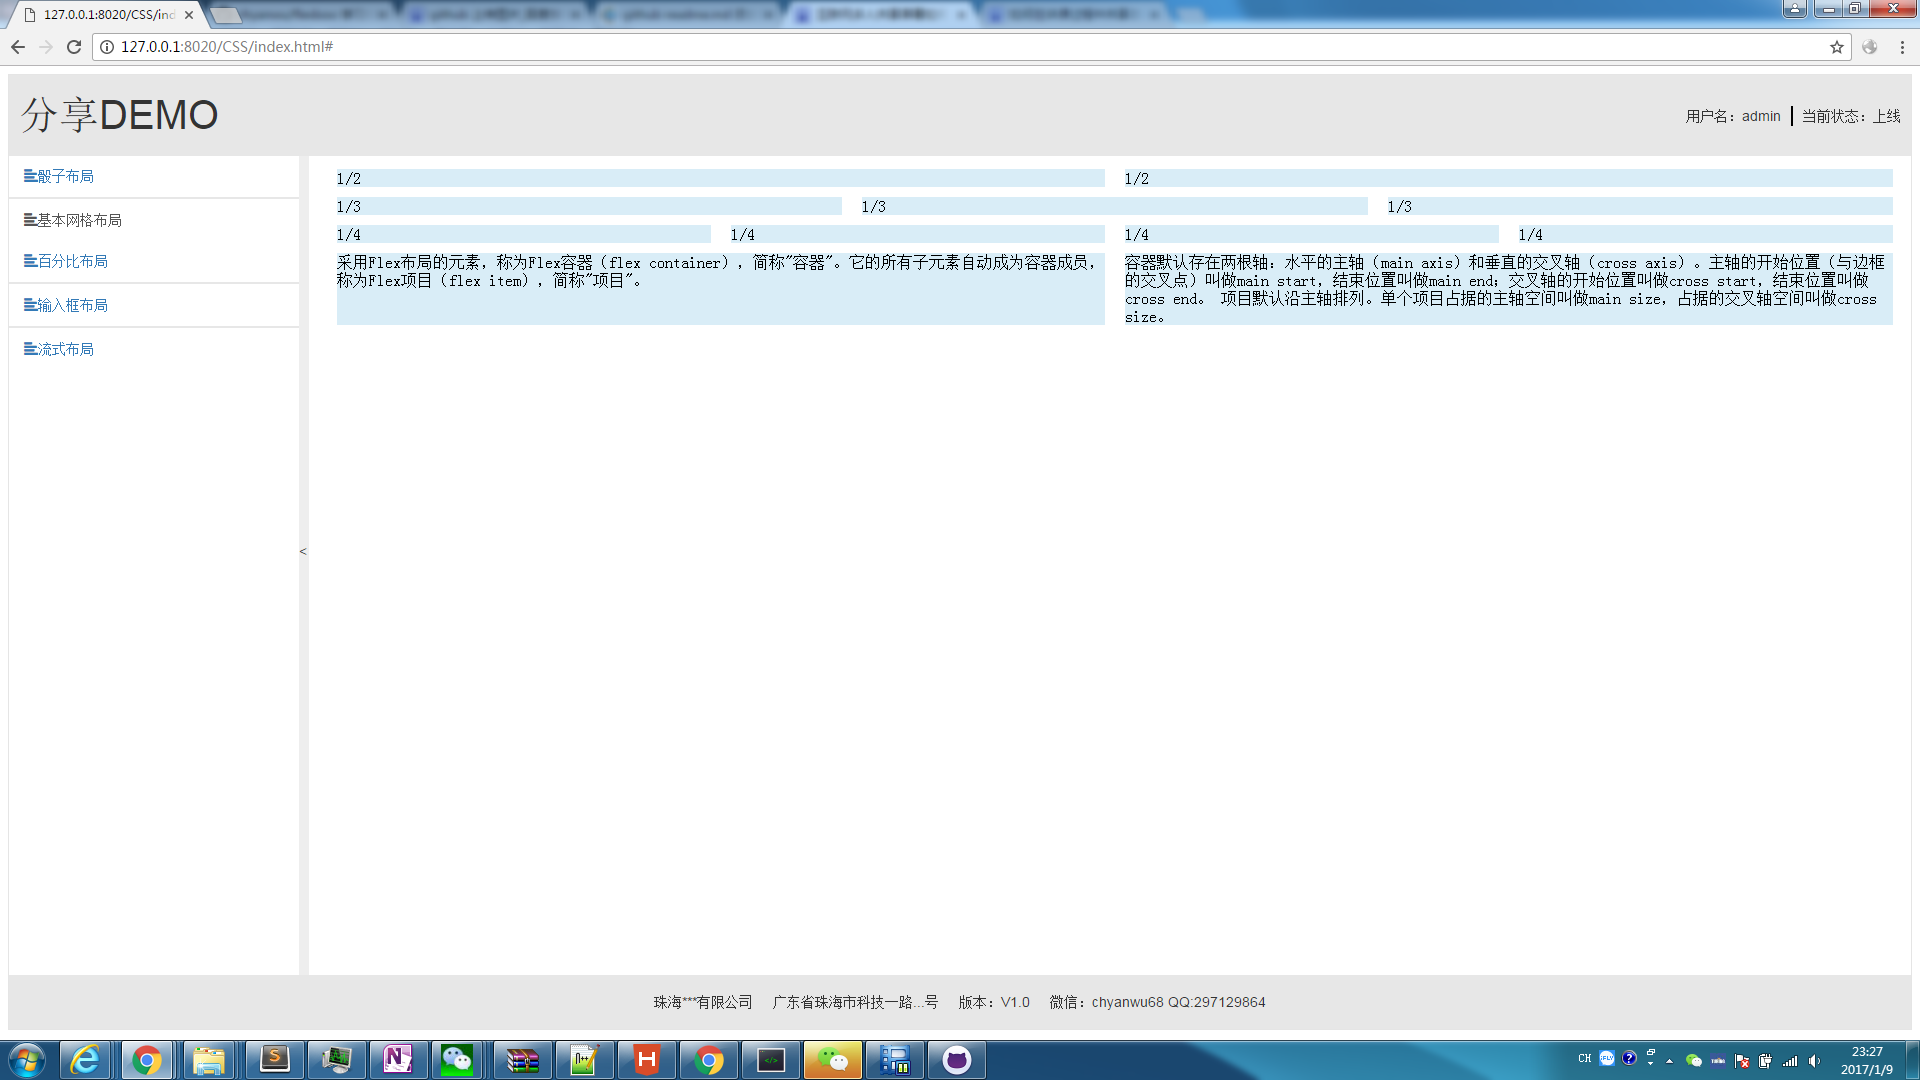 127.0.0.1:8020/CSS/ind
127.0.0.1:8020/CSS/index.html#
分享DEMO
用户名：admin
当前状态：上线
骰子布局
基本网格布局
百分比布局
输入框布局
流式布局
<
1/2
1/2
1/3
1/3
1/3
1/4
1/4
1/4
1/4
采用Flex布局的元素，称为Flex容器（flex container），简称"容器"。它的所有子元素自动成为容器成员，
称为Flex项目（flex item），简称"项目"。
容器默认存在两根轴：水平的主轴（main axis）和垂直的交叉轴（cross axis）。主轴的开始位置（与边框
的交叉点）叫做main start，结束位置叫做main end；交叉轴的开始位置叫做cross start，结束位置叫做
cross end。 项目默认沿主轴排列。单个项目占据的主轴空间叫做main size，占据的交叉轴空间叫做cross
size。
珠海***有限公司 广东省珠海市科技一路...号 版本：V1.0 微信：chyanwu68 QQ:297129864
CH
23:27
2017/1/9